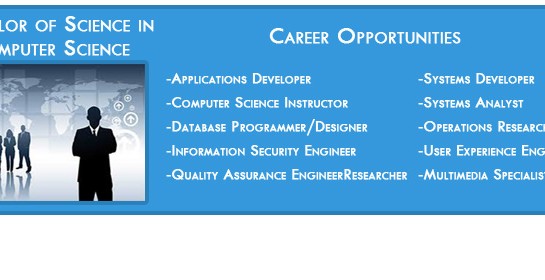 LOR OF SCIENCE IN
MPUTER SCIENCE
CAREER OPPORTUNITIES
-APPLICATIONS DEVELOPER
-COMPUTER SCIENCE INSTRUCTOR
-DATABASE PROGRAMMER/DESIGNER
-INFORMATION SECURITY ENGINEER
-QUALITY ASSURANCE ENGINEERRESEARCHER
-SYSTEMS DEVELOPER
-SYSTEMS ANALYST
-OPERATIONS RESEARC
-USER EXPERIENCE ENG
-MULTIMEDIA SPECIALIST